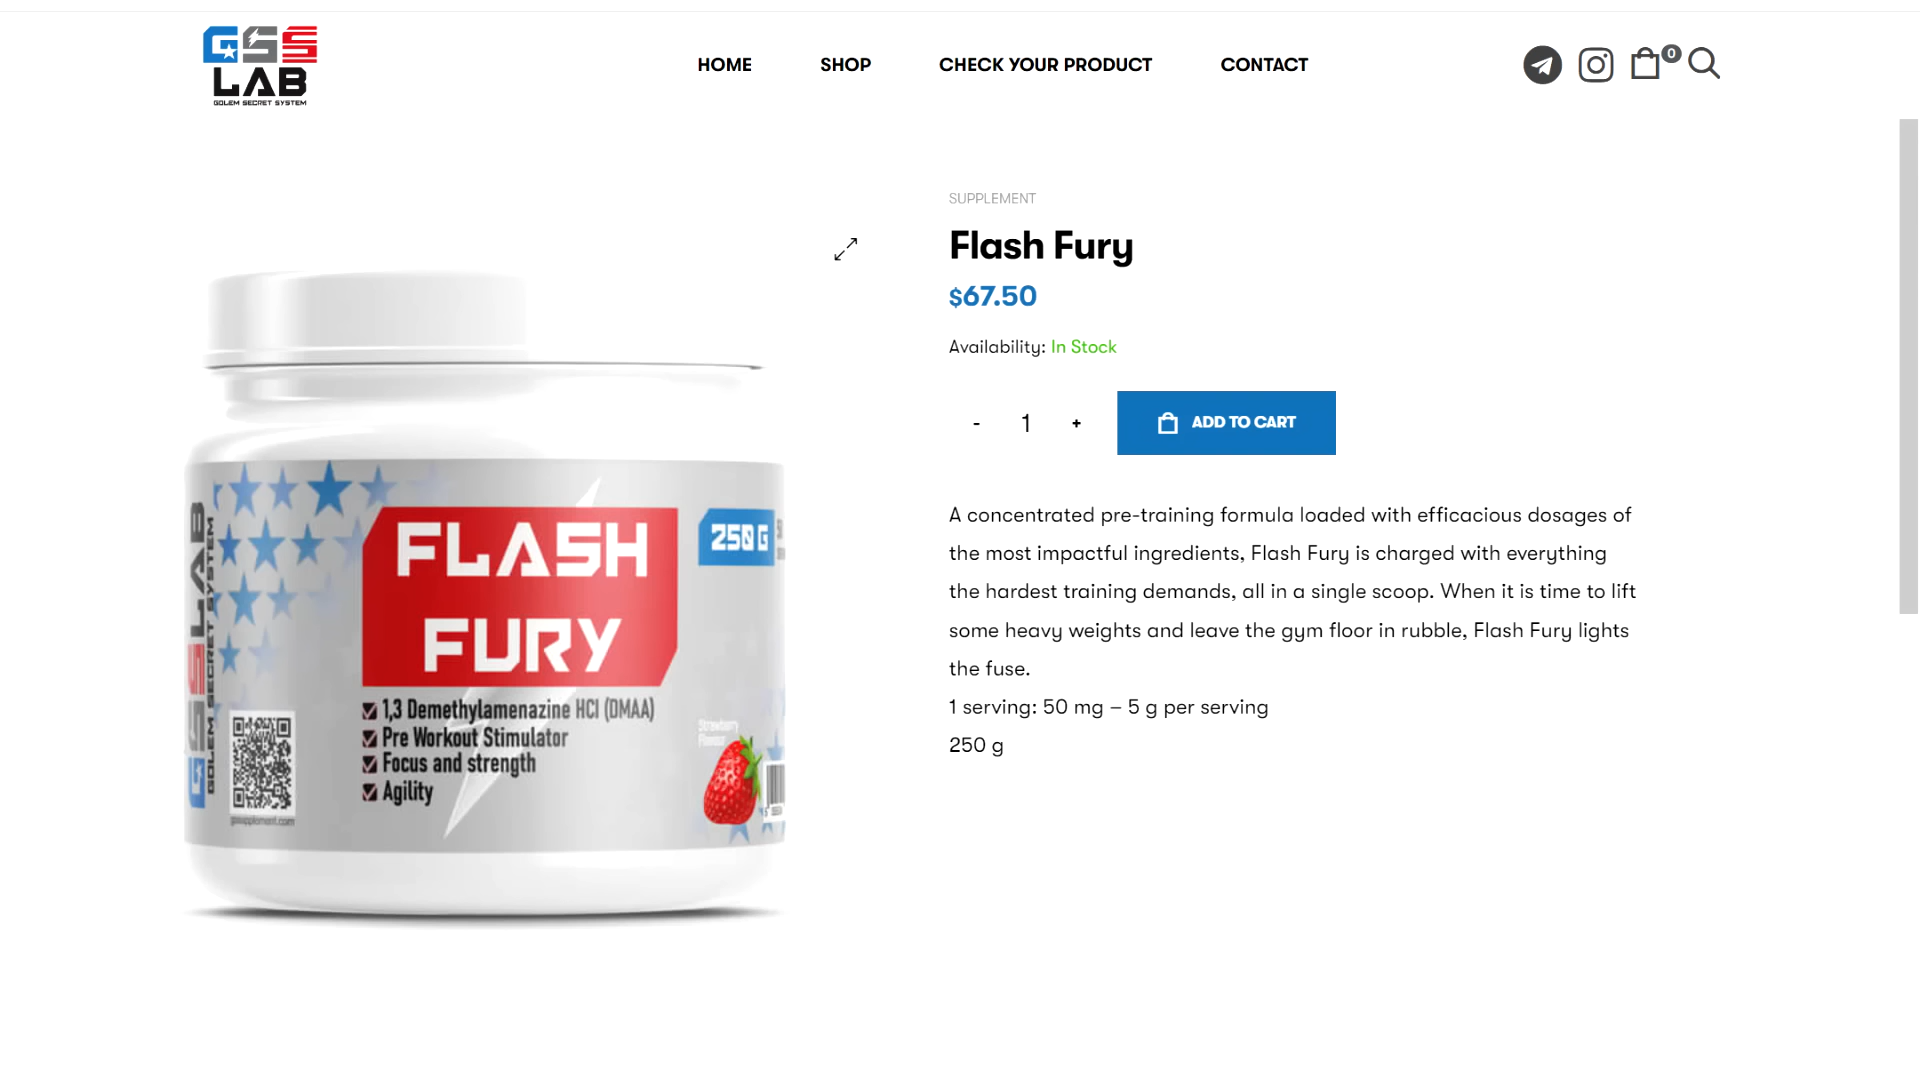 GSS
LAB
GOLEM SECRET SYSTEM
HOME
SHOP
CHECK YOUR PRODUCT
CONTACT
0
SUPPLEMENT
Flash Fury
$67.50
Availability: In Stock
- 1 +
ADD TO CART
A concentrated pre-training formula loaded with efficacious dosages of
the most impactful ingredients, Flash Fury is charged with everything
the hardest training demands, all in a single scoop. When it is time to lift
some heavy weights and leave the gym floor in rubble, Flash Fury lights
the fuse.
1 serving: 50 mg – 5 g per serving
250 g
GSS LAB
GOLEM SECRET SYSTEM
FLASH
FURY
250 G
1,3 Demethylamenazine HCl (DMAA)
Pre Workout Stimulator
Focus and strength
Agility
Strawberry
Flavour